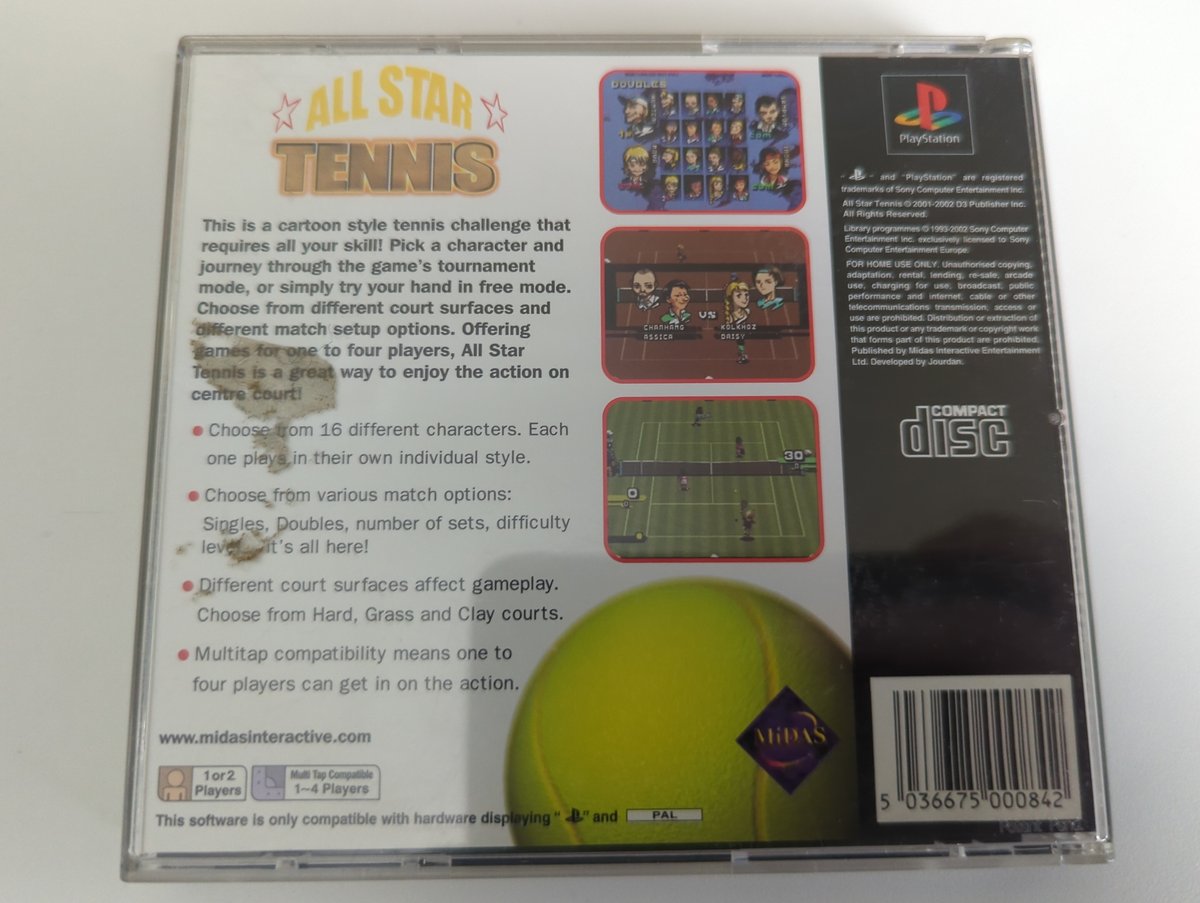 ALL STAR
TENNIS
This is a cartoon style tennis challenge that
requires all your skill! Pick a character and
journey through the game's tournament
mode, or simply try your hand in free mode.
Choose from different court surfaces and
different match setup options. Offering
games for one to four players, All Star
Tennis is a great way to enjoy the action on
centre court!
Choose from 16 different characters. Each
one plays in their own individual style.
Choose from various match options:
Singles, Doubles, number of sets, difficulty
it's all here!
Different court surfaces affect gameplay.
Choose from Hard, Grass and Clay courts.
Multitap compatibility means one to
four players can get in on the action.
www.midasinteractive.com
1 or 2
Players
Multi Tap Compatible
1~4 Players
This software is only compatible with hardware displaying " " and PAL
DOUBLES
VS
CHANHAMG
ASSICA
KOLKHOZ
DAISY
30
0
MiDAS
PlayStation
" " and "PlayStation" are registered
trademarks of Sony Computer Entertainment Inc.
All Star Tennis © 2001-2002 D3 Publisher Inc.
All Rights Reserved.
Library programmes © 1993-2002 Sony Computer
Entertainment Inc. exclusively licensed to Sony
Computer Entertainment Europe.
FOR HOME USE ONLY. Unauthorised copying,
adaptation, rental, lending, re-sale, arcade
use, charging for use, broadcast, public
performance and internet, cable or other
telecommunications transmission, access or
use are prohibited. Distribution or extraction of
this product or any trademark or copyright work
that forms part of this product are prohibited.
Published by Midas Interactive Entertainment
Ltd. Developed by Jourdan.
COMPACT
disc
5 036675 000842